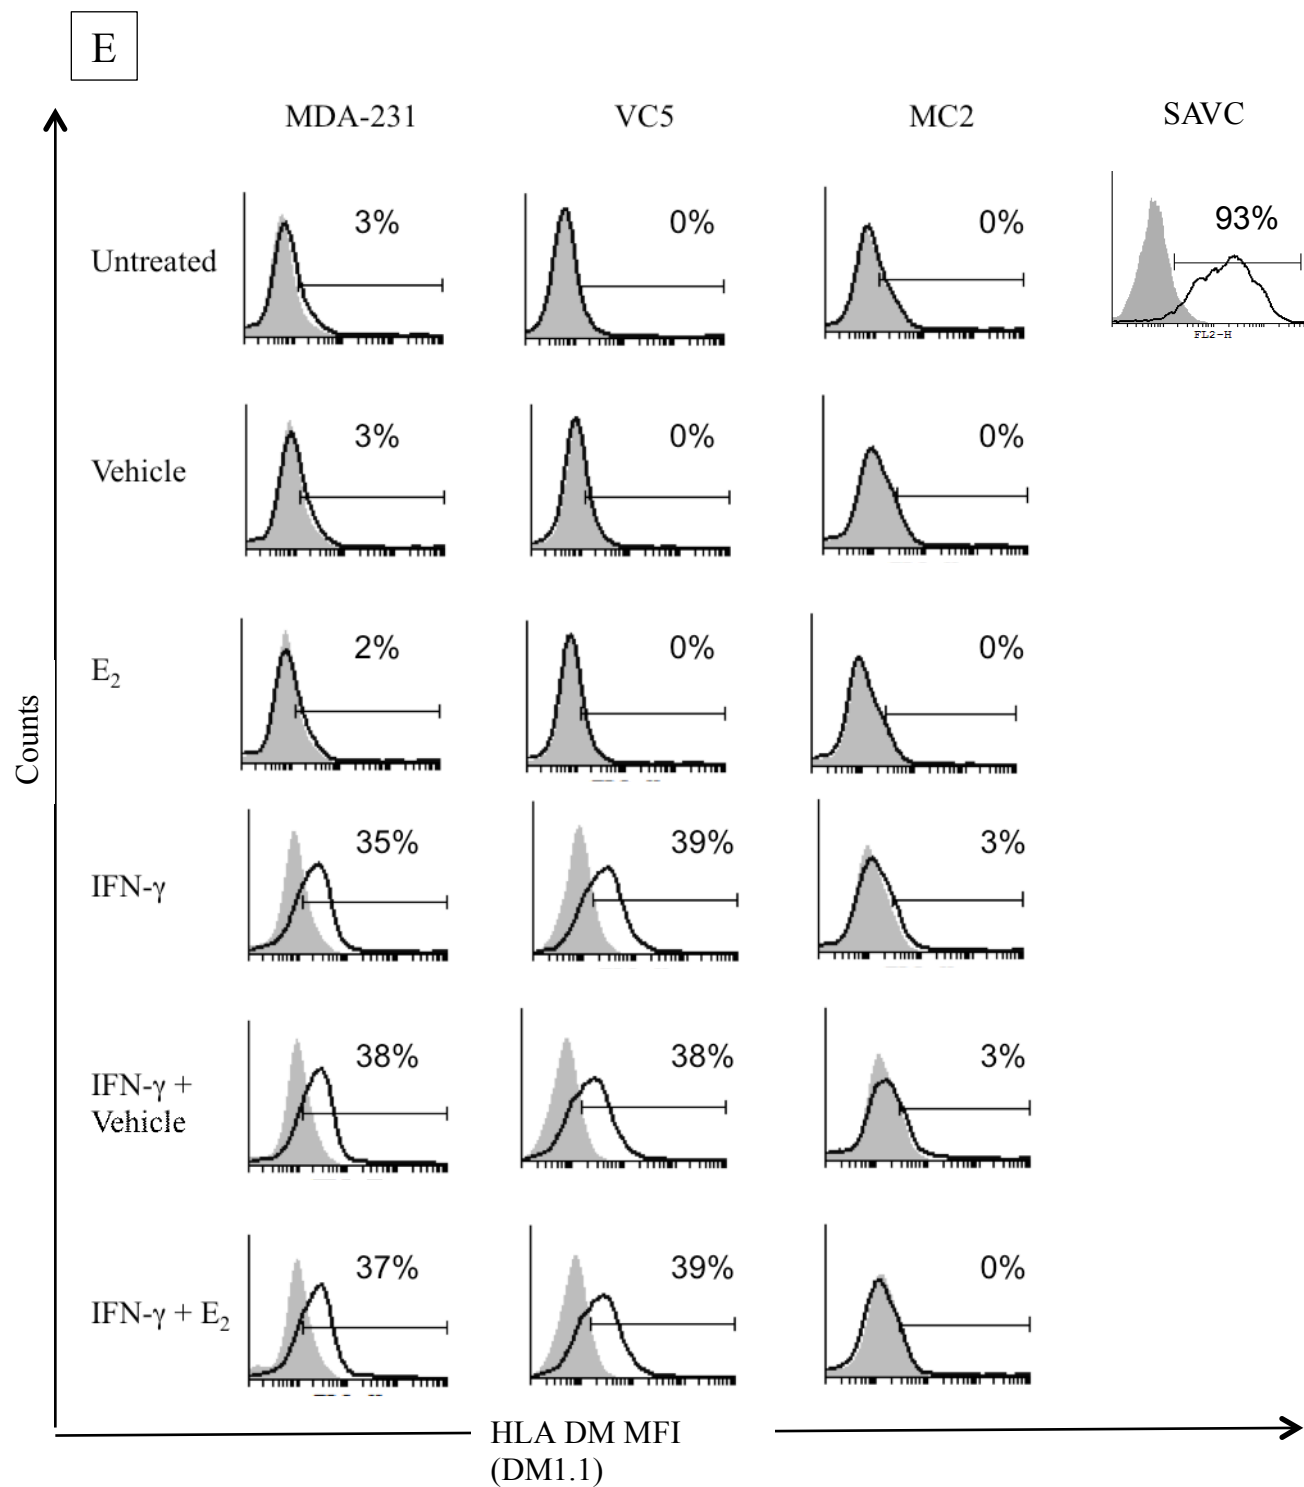 E
MDA-231 VC5 MC2 SAVC
Untreated 3% 0% 0% 93%
FL2-H
Vehicle 3% 0% 0%
E₂ 2% 0% 0%
Counts
IFN-γ 35% 39% 3%
IFN-γ +
Vehicle 38% 38% 3%
IFN-γ + E₂ 37% 39% 0%
HLA DM MFI
(DM1.1)